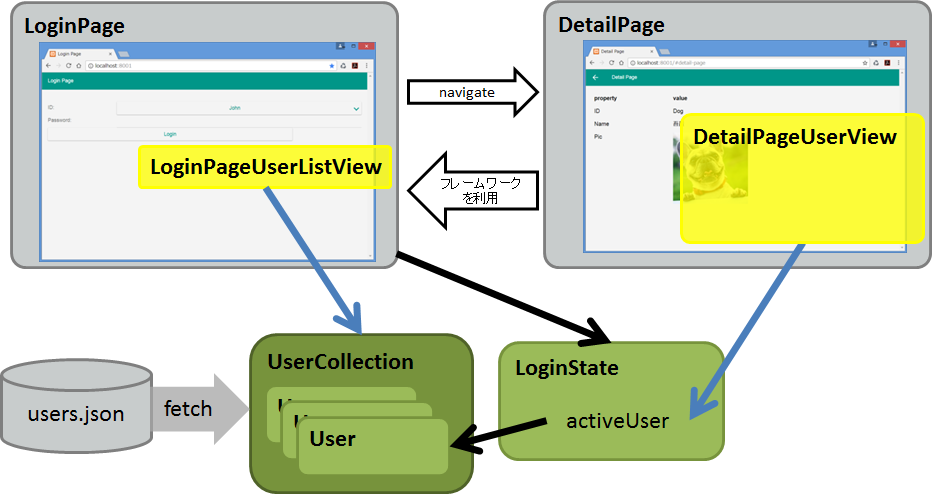 LoginPage
Login Page
localhost:8001
Login Page
ID:
John
Password:
Login
LoginPageUserListView
navigate
フレームワーク
を利用
DetailPage
Detail Page
localhost:8001/#detail-page
Detail Page
property value
ID Dog
Name
Pic
DetailPageUserView
users.json
fetch
UserCollection
User
LoginState
activeUser